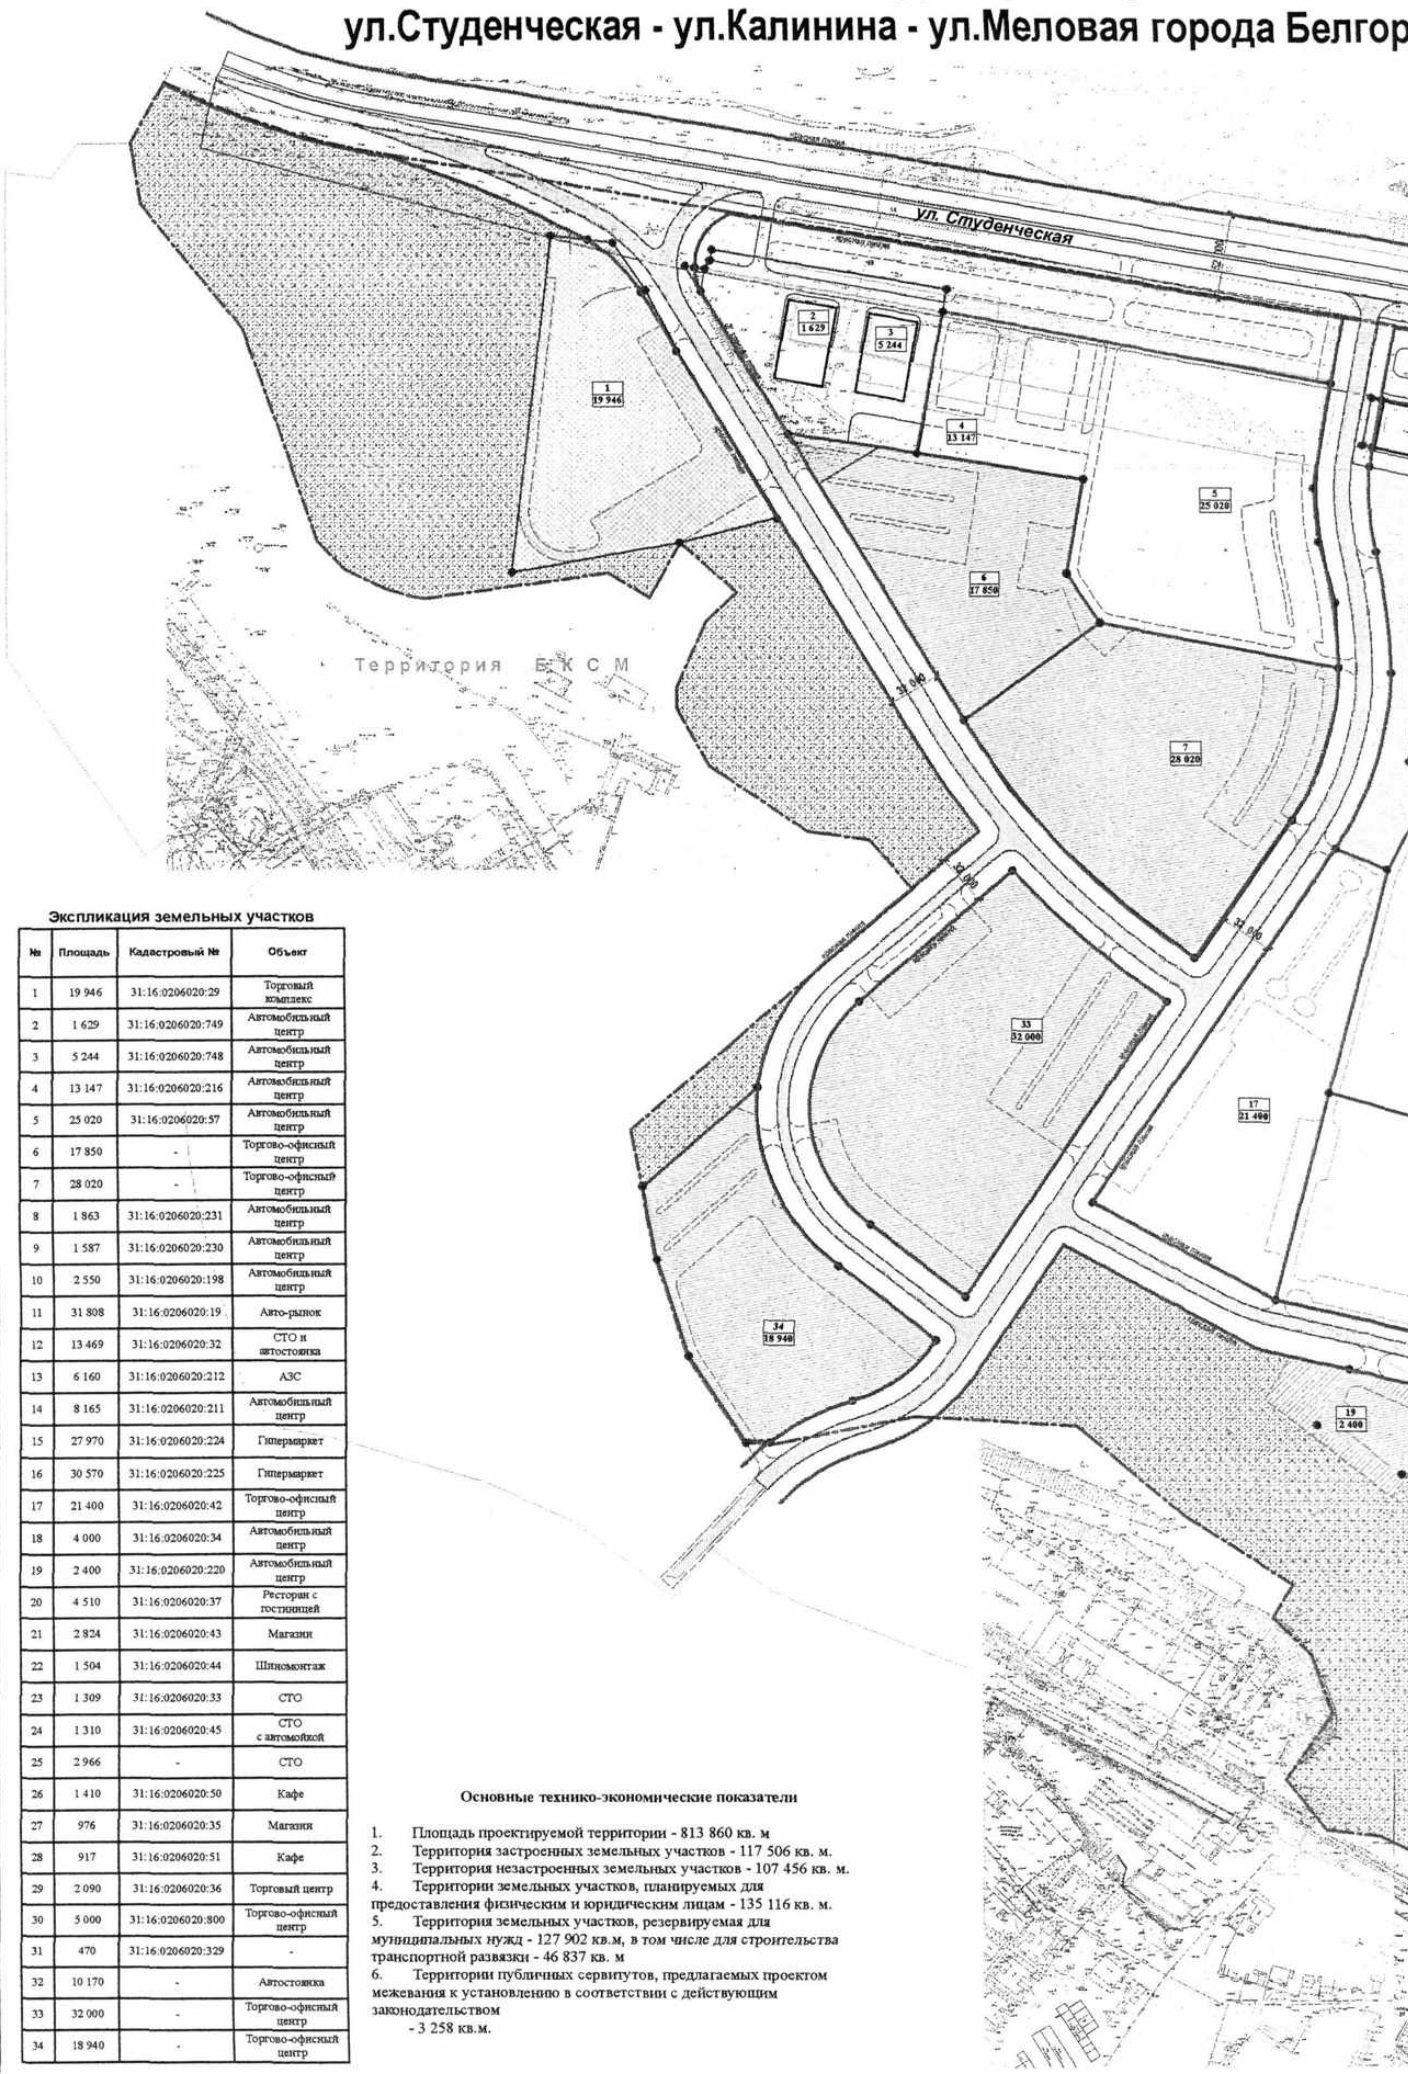 ул.Студенческая - ул.Калинина - ул.Меловая города Белгор
красная линия
ул. Студенческая
красная линия
2
1 629
3
5 244
1
19 946
4
13 147
5
25 020
6
17 850
Территория БКСМ
32 000
7
28 020
32 000
32 000
33
32 000
17
21 400
34
18 940
19
2 400
Экспликация земельных участков
№ Площадь Кадастровый № Объект
1 19 946 31:16:0206020:29 Торговый комплекс
2 1 629 31:16:0206020:749 Автомобильный центр
3 5 244 31:16:0206020:748 Автомобильный центр
4 13 147 31:16:0206020:216 Автомобильный центр
5 25 020 31:16:0206020:57 Автомобильный центр
6 17 850 - Торгово-офисный центр
7 28 020 - Торгово-офисный центр
8 1 863 31:16:0206020:231 Автомобильный центр
9 1 587 31:16:0206020:230 Автомобильный центр
10 2 550 31:16:0206020:198 Автомобильный центр
11 31 808 31:16:0206020:19 Авто-рынок
12 13 469 31:16:0206020:32 СТО и автостоянка
13 6 160 31:16:0206020:212 АЗС
14 8 165 31:16:0206020:211 Автомобильный центр
15 27 970 31:16:0206020:224 Гипермаркет
16 30 570 31:16:0206020:225 Гипермаркет
17 21 400 31:16:0206020:42 Торгово-офисный центр
18 4 000 31:16:0206020:34 Автомобильный центр
19 2 400 31:16:0206020:220 Автомобильный центр
20 4 510 31:16:0206020:37 Ресторан с гостиницей
21 2 824 31:16:0206020:43 Магазин
22 1 504 31:16:0206020:44 Шиномонтаж
23 1 309 31:16:0206020:33 СТО
24 1 310 31:16:0206020:45 СТО с автомойкой
25 2 966 - СТО
26 1 410 31:16:0206020:50 Кафе
27 976 31:16:0206020:35 Магазин
28 917 31:16:0206020:51 Кафе
29 2 090 31:16:0206020:36 Торговый центр
30 5 000 31:16:0206020:800 Торгово-офисный центр
31 470 31:16:0206020:329 -
32 10 170 - Автостоянка
33 32 000 - Торгово-офисный центр
34 18 940 - Торгово-офисный центр
Основные технико-экономические показатели
1. Площадь проектируемой территории - 813 860 кв. м
2. Территория застроенных земельных участков - 117 506 кв. м.
3. Территория незастроенных земельных участков - 107 456 кв. м.
4. Территории земельных участков, планируемых для
предоставления физическим и юридическим лицам - 135 116 кв. м.
5. Территория земельных участков, резервируемая для
муниципальных нужд - 127 902 кв.м, в том числе для строительства
транспортной развязки - 46 837 кв. м
6. Территории публичных сервитутов, предлагаемых проектом
межевания к установлению в соответствии с действующим
законодательством
- 3 258 кв.м.